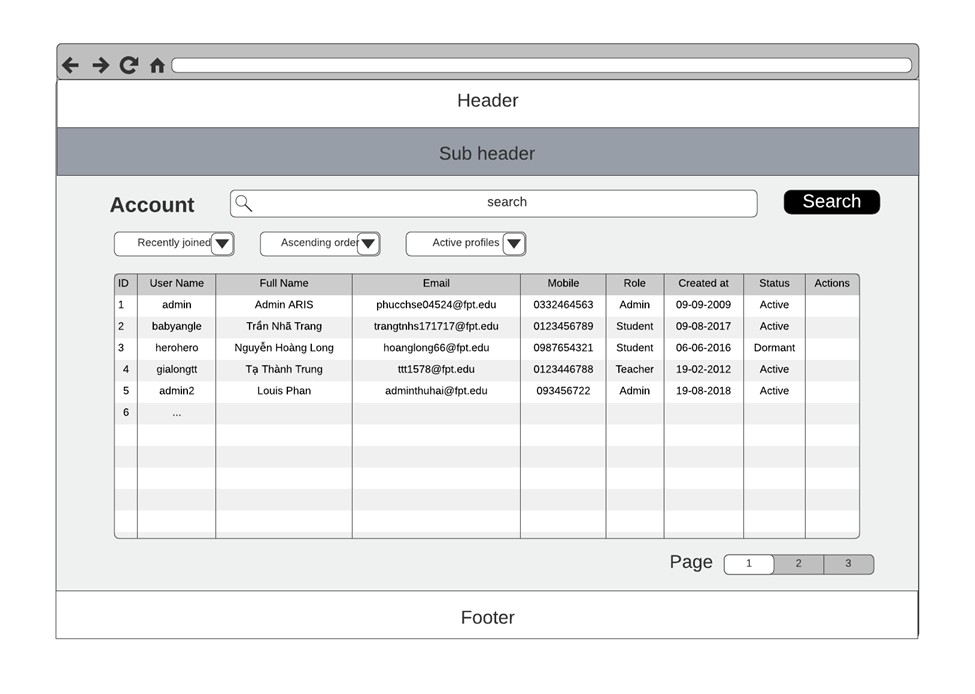 Header
Sub header
Account search Search
Recently joined Ascending order Active profiles
ID User Name Full Name Email Mobile Role Created at Status Actions
1 admin Admin ARIS phucchse04524@fpt.edu 0332464563 Admin 09-09-2009 Active
2 babyangle Trần Nhã Trang trangtnhs171717@fpt.edu 0123456789 Student 09-08-2017 Active
3 herohero Nguyễn Hoàng Long hoanglong66@fpt.edu 0987654321 Student 06-06-2016 Dormant
4 gialongtt Tạ Thành Trung ttt1578@fpt.edu 0123446788 Teacher 19-02-2012 Active
5 admin2 Louis Phan adminthuhai@fpt.edu 093456722 Admin 19-08-2018 Active
6 ...
Page 1 2 3
Footer